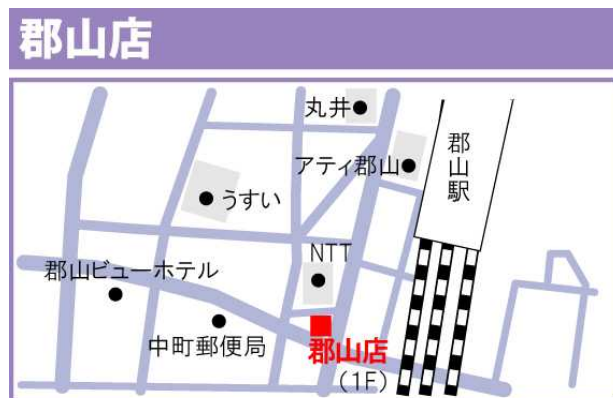 郡山店
丸井
アティ郡山
郡山駅
うすい
NTT
郡山ビューホテル
中町郵便局
郡山店
(1F)